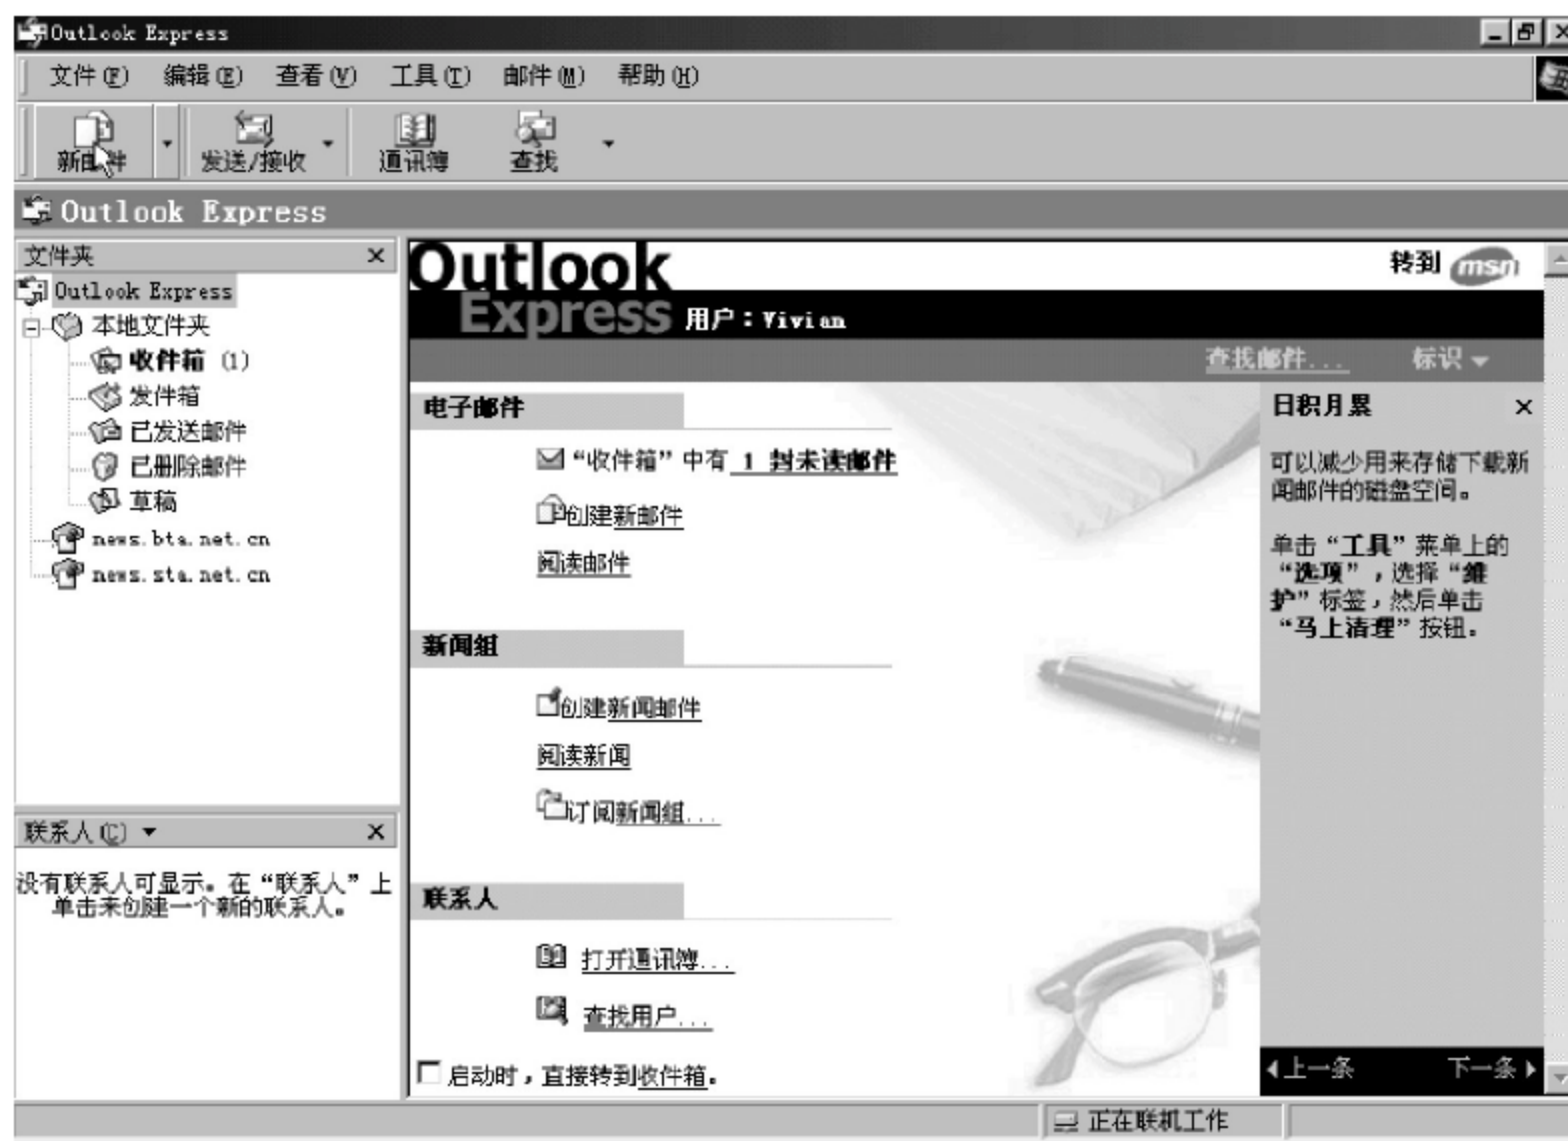 Outlook Express
文件(F) 编辑(E) 查看(V) 工具(T) 邮件(M) 帮助(H)
新邮件 发送/接收 通讯簿 查找
Outlook Express
文件夹
Outlook Express
本地文件夹
收件箱 (1)
发件箱
已发送邮件
已删除邮件
草稿
news.bta.net.cn
news.sta.net.cn
联系人(C)
没有联系人可显示。在“联系人”上
单击来创建一个新的联系人。
Outlook
Express 用户：Vivian
转到 msn
查找邮件... 标识
电子邮件
“收件箱”中有 1 封未读邮件
创建新邮件
阅读邮件
新闻组
创建新闻邮件
阅读新闻
订阅新闻组...
联系人
打开通讯簿...
查找用户...
启动时，直接转到收件箱。
日积月累
可以减少用来存储下载新
闻邮件的磁盘空间。
单击“工具”菜单上的
“选项”，选择“维
护”标签，然后单击
“马上清理”按钮。
上一条 下一条
正在联机工作